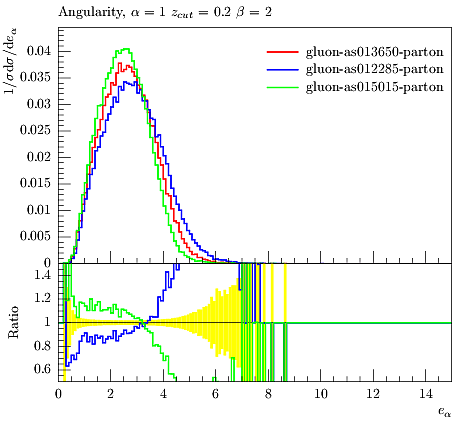 Angularity, α = 1 z_cut = 0.2 β = 2
1/σ dσ/de_α
gluon-as013650-parton
gluon-as012285-parton
gluon-as015015-parton
0.04
0.035
0.03
0.025
0.02
0.015
0.01
0.005
0
Ratio
1.4
1.2
1
0.8
0.6
0 2 4 6 8 10 12 14
e_α